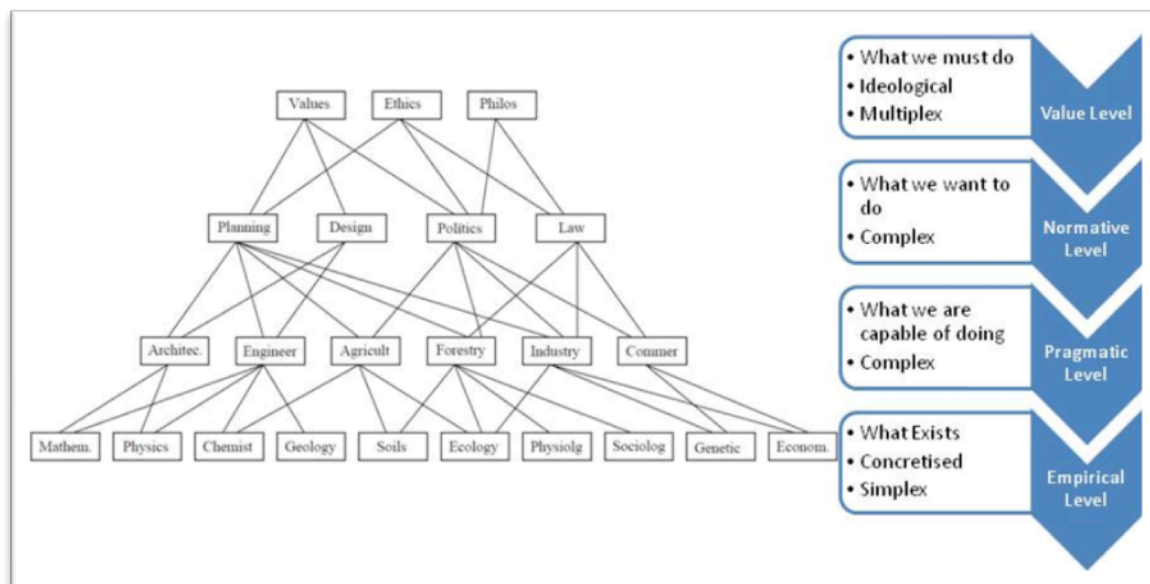 Values Ethics Philos
Planning Design Politics Law
Architec. Engineer Agricult Forestry Industry Commer
Mathem. Physics Chemist Geology Soils Ecology Physiolg Sociolog Genetic Econom.
• What we must do
• Ideological
• Multiplex
Value Level
• What we want to
do
• Complex
Normative
Level
• What we are
capable of doing
• Complex
Pragmatic
Level
• What Exists
• Concretised
• Simplex
Empirical
Level